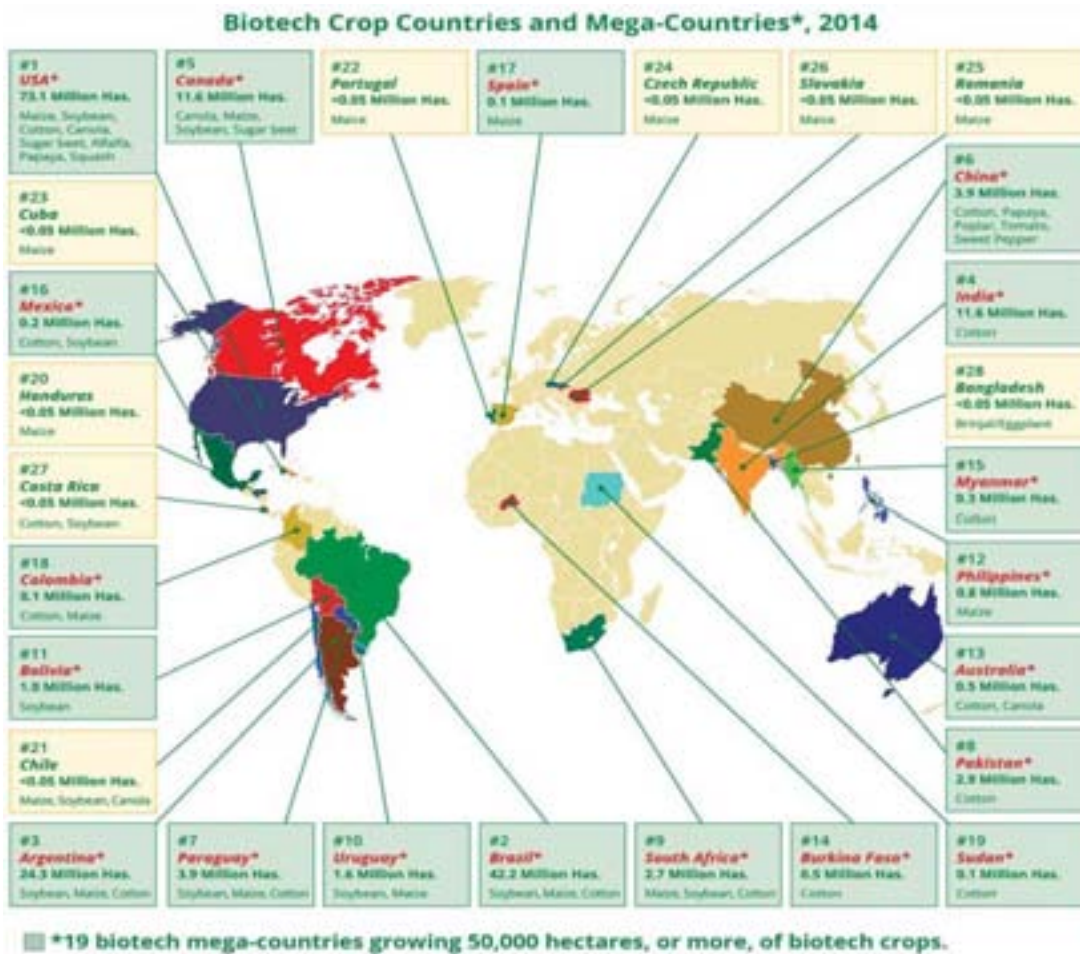 Biotech Crop Countries and Mega-Countries*, 2014
#1
USA*
73.1 Million Has.
Maize, Soybean,
Cotton, Canola,
Sugar Beet, Alfalfa,
Papaya, Squash
#5
Canada*
11.6 Million Has.
Canola, Maize,
Soybean, Sugar Beet
#22
Portugal
<0.05 Million Has.
Maize
#17
Spain*
0.1 Million Has.
Maize
#24
Czech Republic
<0.05 Million Has.
Maize
#26
Slovakia
<0.05 Million Has.
Maize
#25
Romania
<0.05 Million Has.
Maize
#23
Cuba
<0.05 Million Has.
Maize
#16
Mexico*
0.2 Million Has.
Cotton, Soybean
#20
Honduras
<0.05 Million Has.
Maize
#27
Costa Rica
<0.05 Million Has.
Cotton, Soybean
#18
Colombia*
0.1 Million Has.
Cotton, Maize
#11
Bolivia*
1.0 Million Has.
Soybean
#21
Chile
<0.05 Million Has.
Maize, Soybean, Canola
#6
China*
3.9 Million Has.
Cotton, Papaya,
Poplar, Tomato,
Sweet Pepper
#4
India*
11.6 Million Has.
Cotton
#28
Bangladesh
<0.05 Million Has.
Brinjal/Eggplant
#15
Myanmar*
0.3 Million Has.
Cotton
#12
Philippines*
0.8 Million Has.
Maize
#13
Australia*
0.5 Million Has.
Cotton, Canola
#8
Pakistan*
2.9 Million Has.
Cotton
#3
Argentina*
24.3 Million Has.
Soybean, Maize, Cotton
#7
Paraguay*
3.9 Million Has.
Soybean, Maize, Cotton
#10
Uruguay*
1.6 Million Has.
Soybean, Maize
#2
Brazil*
42.2 Million Has.
Soybean, Maize, Cotton
#9
South Africa*
2.7 Million Has.
Maize, Soybean, Cotton
#14
Burkina Faso*
0.5 Million Has.
Cotton
#19
Sudan*
0.1 Million Has.
Cotton
*19 biotech mega-countries growing 50,000 hectares, or more, of biotech crops.